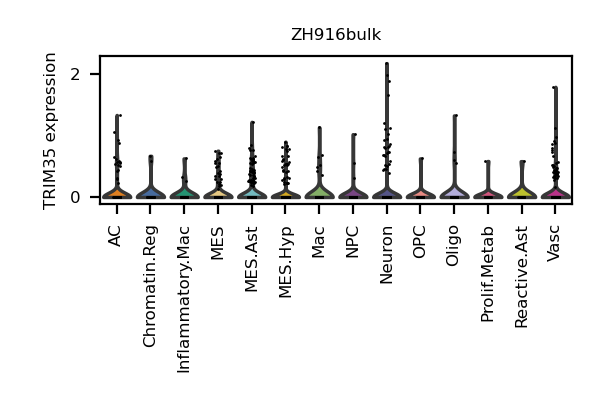 ZH916bulk
TRIM35 expression
2
0
AC
Chromatin.Reg
Inflammatory.Mac
MES
MES.Ast
MES.Hyp
Mac
NPC
Neuron
OPC
Oligo
Prolif.Metab
Reactive.Ast
Vasc